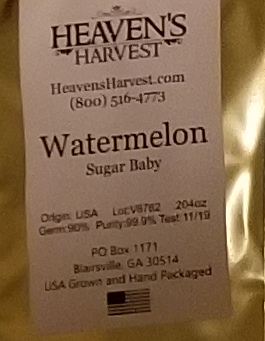 HEAVEN'S
HARVEST
HeavensHarvest.com
(800) 516-4773
Watermelon
Sugar Baby
Origin: USA Lot:V8762 .204oz
Germ:90% Purity:99.9% Test: 11/19
PO Box 1171
Blairsville, GA 30514
USA Grown and Hand Packaged